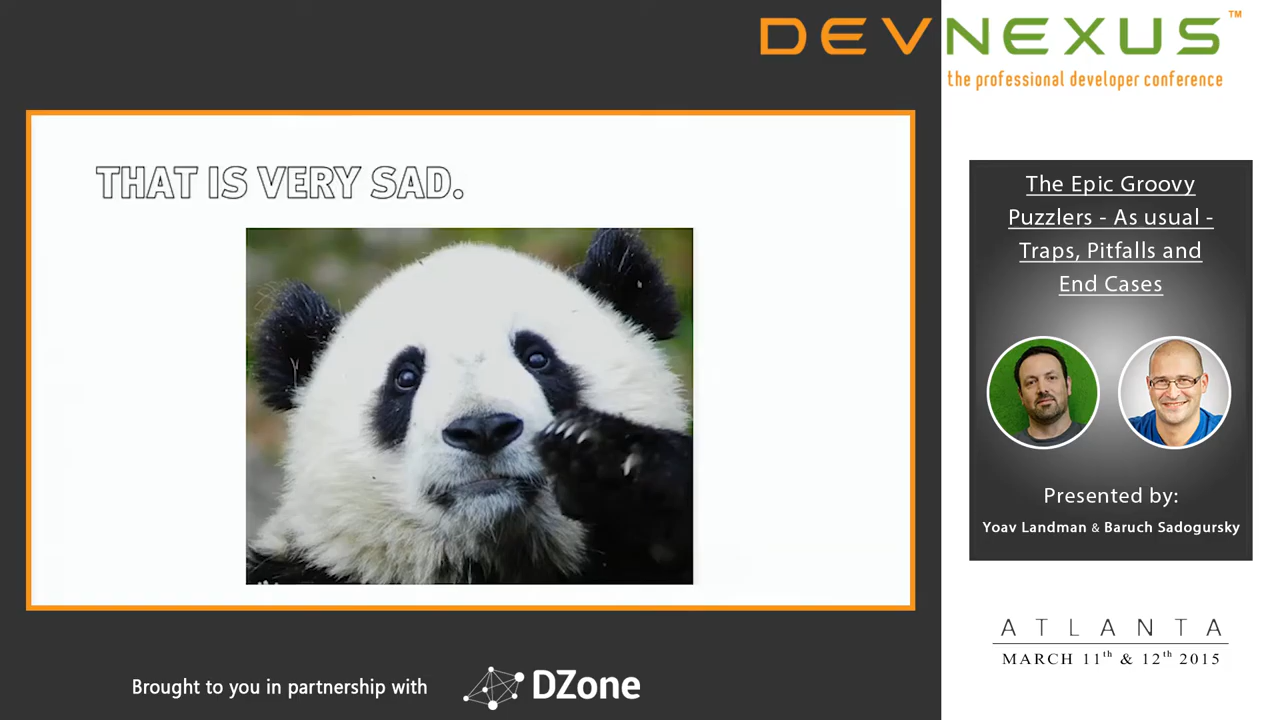 DEVNEXUS™
the professional developer conference
THAT IS VERY SAD.
The Epic Groovy
Puzzlers - As usual -
Traps, Pitfalls and
End Cases
Presented by:
Yoav Landman & Baruch Sadogursky
ATLANTA
MARCH 11th & 12th 2015
Brought to you in partnership with
DZone